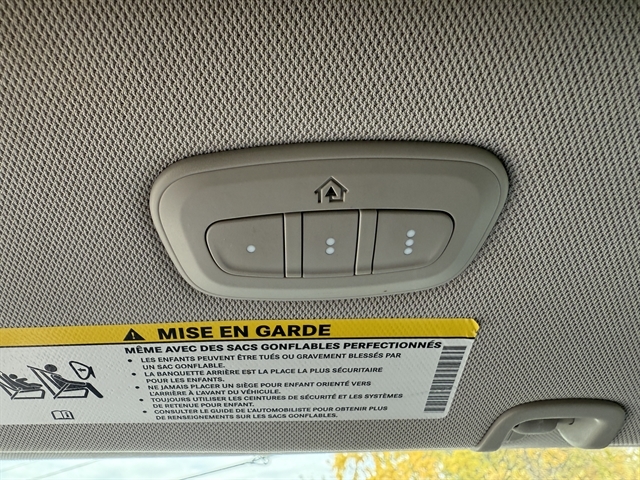 MISE EN GARDE
MÊME AVEC DES SACS GONFLABLES PERFECTIONNÉS
• LES ENFANTS PEUVENT ÊTRE TUÉS OU GRAVEMENT BLESSÉS PAR
UN SAC GONFLABLE.
• LA BANQUETTE ARRIÈRE EST LA PLACE LA PLUS SÉCURITAIRE
POUR LES ENFANTS.
• NE JAMAIS PLACER UN SIÈGE POUR ENFANT ORIENTÉ VERS
L'ARRIÈRE À L'AVANT DU VÉHICULE.
• TOUJOURS UTILISER LES CEINTURES DE SÉCURITÉ ET LES SYSTÈMES
DE RETENUE POUR ENFANT.
• CONSULTER LE GUIDE DE L'AUTOMOBILISTE POUR OBTENIR PLUS
DE RENSEIGNEMENTS SUR LES SACS GONFLABLES.